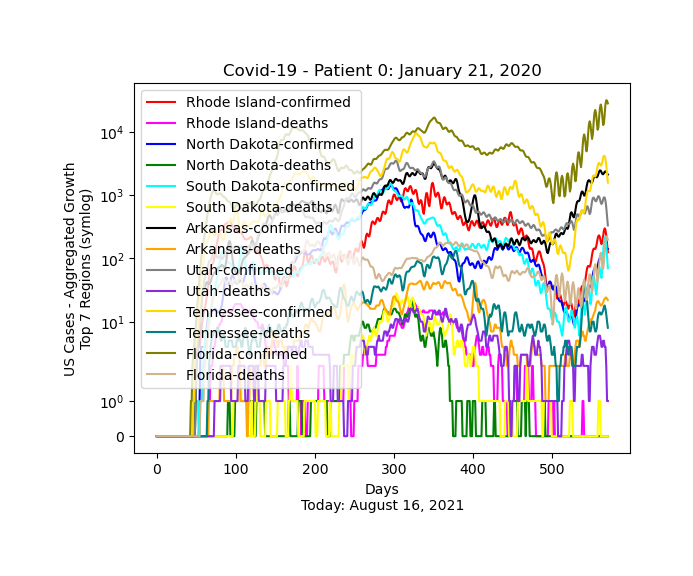 Covid-19 - Patient 0: January 21, 2020
US Cases - Aggregated Growth
Top 7 Regions (symlog)
10^4
10^3
10^2
10^1
10^0
0
Rhode Island-confirmed
Rhode Island-deaths
North Dakota-confirmed
North Dakota-deaths
South Dakota-confirmed
South Dakota-deaths
Arkansas-confirmed
Arkansas-deaths
Utah-confirmed
Utah-deaths
Tennessee-confirmed
Tennessee-deaths
Florida-confirmed
Florida-deaths
0 100 200 300 400 500
Days
Today: August 16, 2021